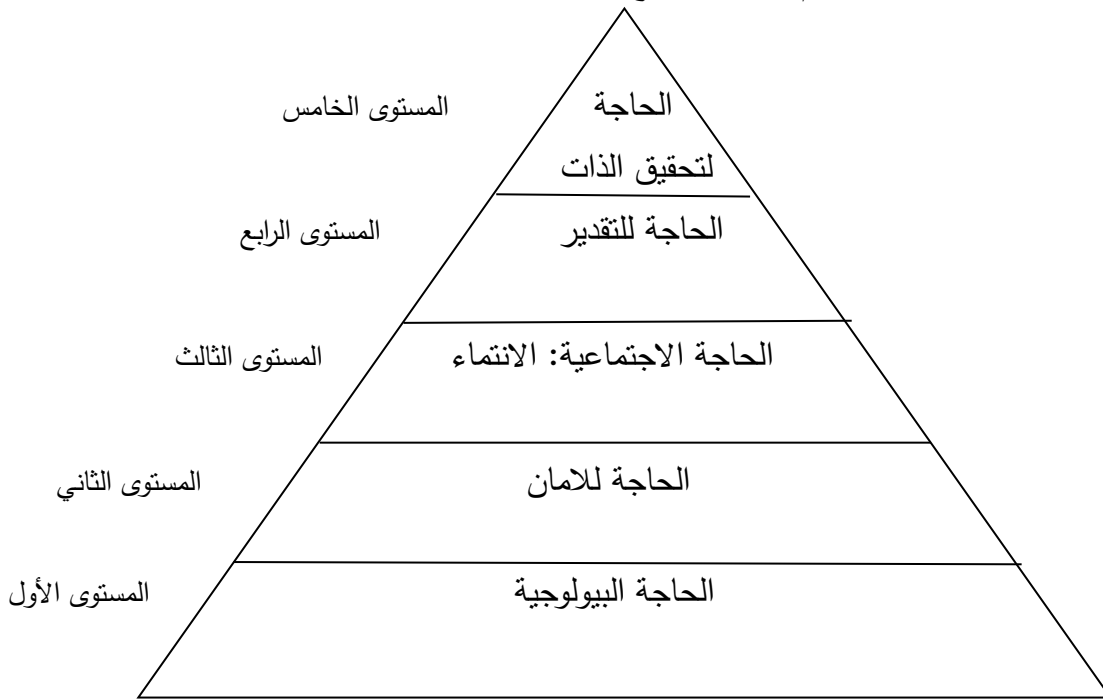 المستوى الخامس
الحاجة
لتحقيق الذات
المستوى الرابع
الحاجة للتقدير
المستوى الثالث
الحاجة الاجتماعية: الانتماء
المستوى الثاني
الحاجة للامان
المستوى الأول
الحاجة البيولوجية